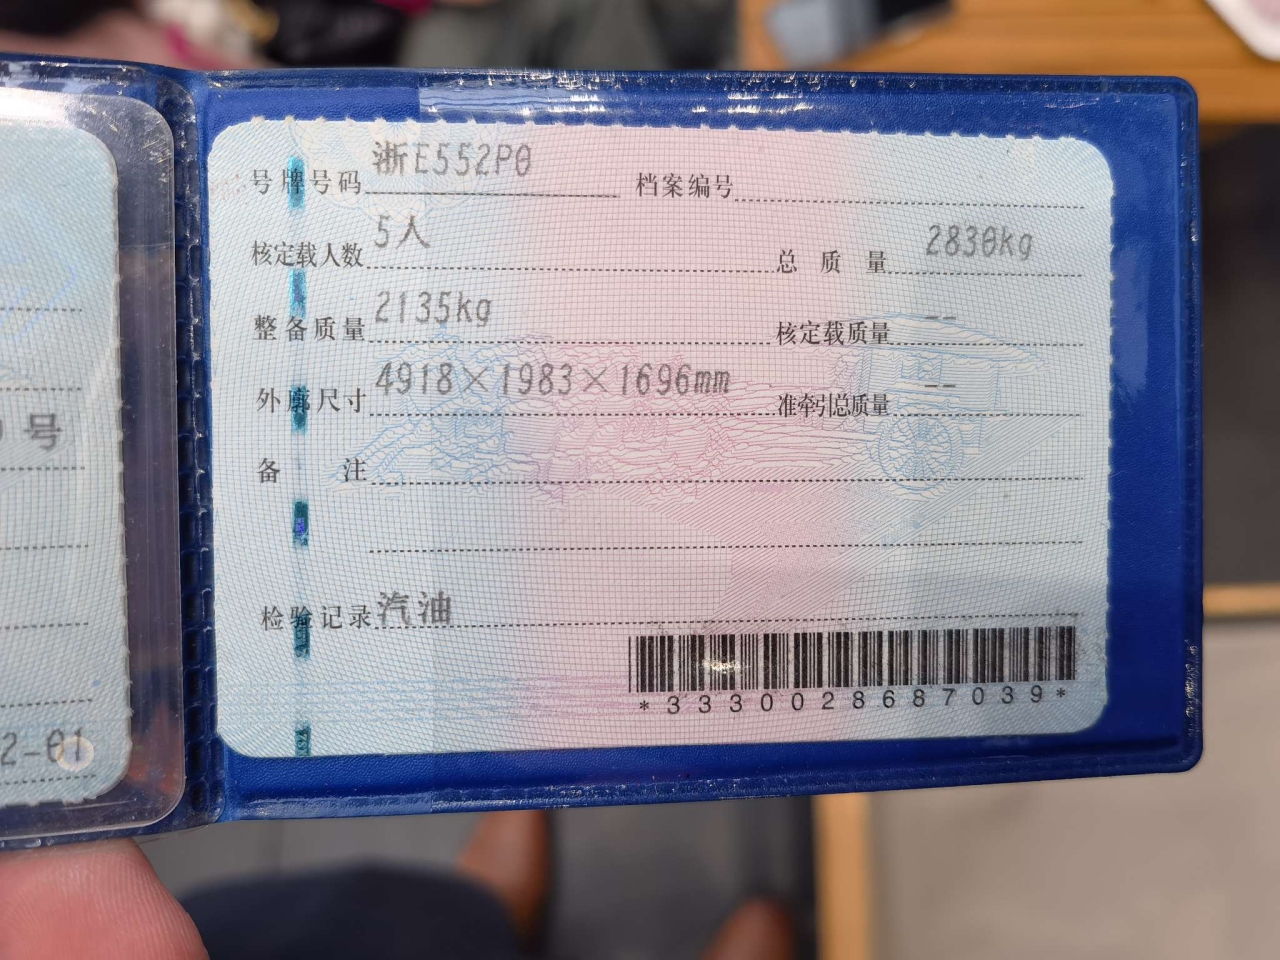 号牌号码 浙E552P0 档案编号
核定载人数 5人 总质量 2830kg
整备质量 2135kg 核定载质量 --
外廓尺寸 4918×1983×1696mm 准牵引总质量 --
备注
检验记录 汽油
*3330028687039*
号
2-01